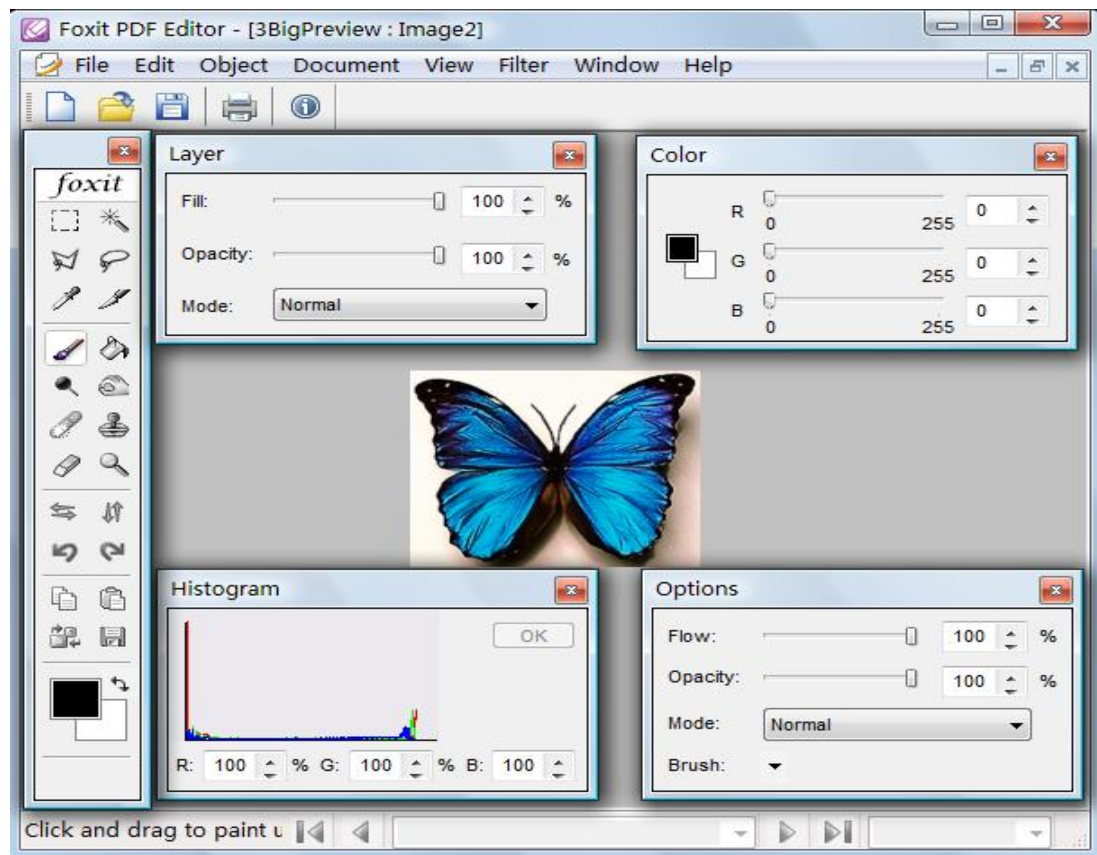 Foxit PDF Editor - [3BigPreview : Image2]
File Edit Object Document View Filter Window Help
foxit
Layer
Fill: 100 %
Opacity: 100 %
Mode: Normal
Color
R 0 255 0
G 0 255 0
B 0 255 0
Histogram
OK
R: 100 % G: 100 % B: 100
Options
Flow: 100 %
Opacity: 100 %
Mode: Normal
Brush:
Click and drag to paint u